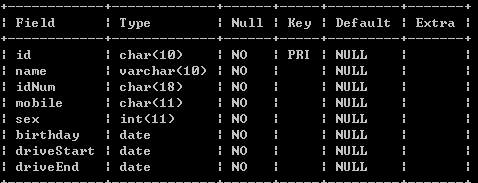 +------------+-------------+------+-----+---------+-------+
| Field      | Type        | Null | Key | Default | Extra |
+------------+-------------+------+-----+---------+-------+
| id         | char(10)    | NO   | PRI | NULL    |       |
| name       | varchar(10) | NO   |     | NULL    |       |
| idNum      | char(18)    | NO   |     | NULL    |       |
| mobile     | char(11)    | NO   |     | NULL    |       |
| sex        | int(11)     | NO   |     | NULL    |       |
| birthday   | date        | NO   |     | NULL    |       |
| driveStart | date        | NO   |     | NULL    |       |
| driveEnd   | date        | NO   |     | NULL    |       |
+------------+-------------+------+-----+---------+-------+